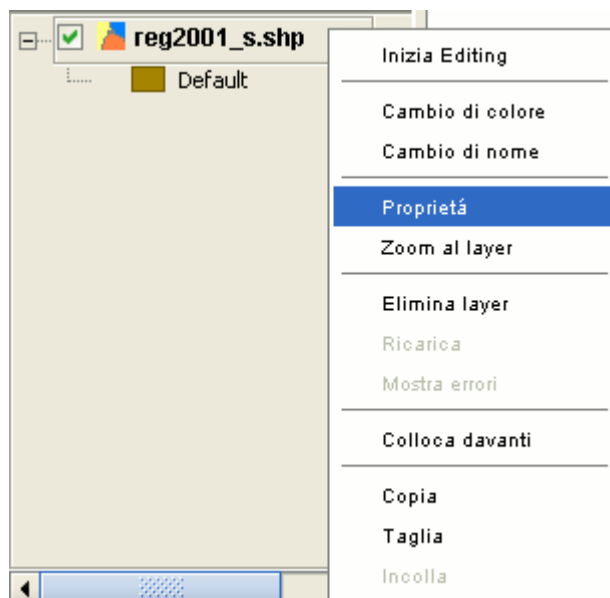 reg2001_s.shp
Default
Inizia Editing
Cambio di colore
Cambio di nome
Proprietá
Zoom al layer
Elimina layer
Ricarica
Mostra errori
Colloca davanti
Copia
Taglia
Incolla